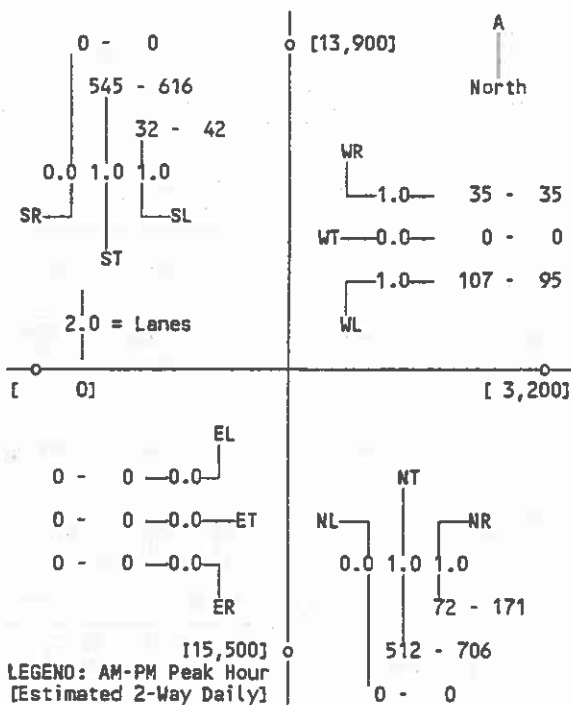 A
0 - 0
[13,900]
545 - 616
North
32 - 42
WR
0.0 1.0 1.0
1.0 35 - 35
SR SL
WT 0.0 0 - 0
ST
1.0 107 - 95
2.0 = Lanes
WL
[ 0]
[ 3,200]
EL
0 - 0 0.0
NT
0 - 0 0.0 ET
NL NR
0 - 0 0.0
0.0 1.0 1.0
ER
72 - 171
[15,500]
512 - 706
LEGEND: AM-PM Peak Hour
[Estimated 2-Way Daily]
0 - 0